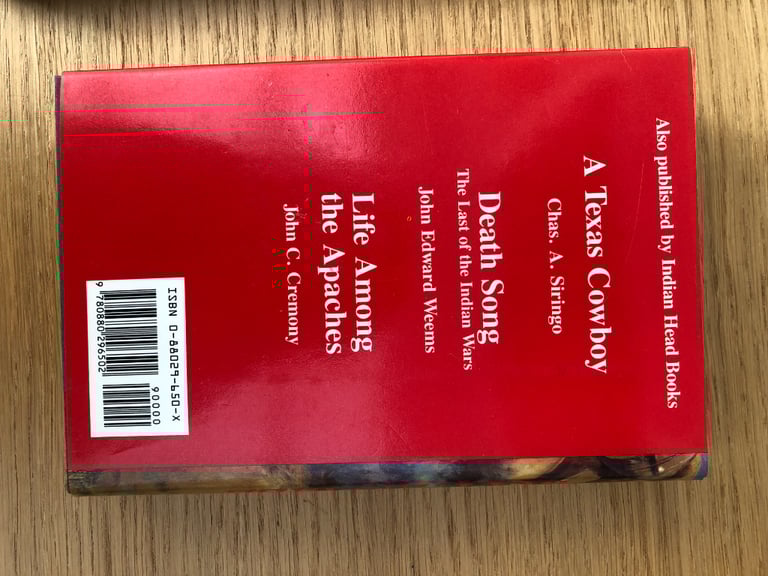 Also published by Indian Head Books
A Texas Cowboy
Chas. A. Siringo
Death Song
The Last of the Indian Wars
John Edward Weems
Life Among
the Apaches
John C. Cremony
ISBN 0-88029-650-X
90000
9 780880 296502